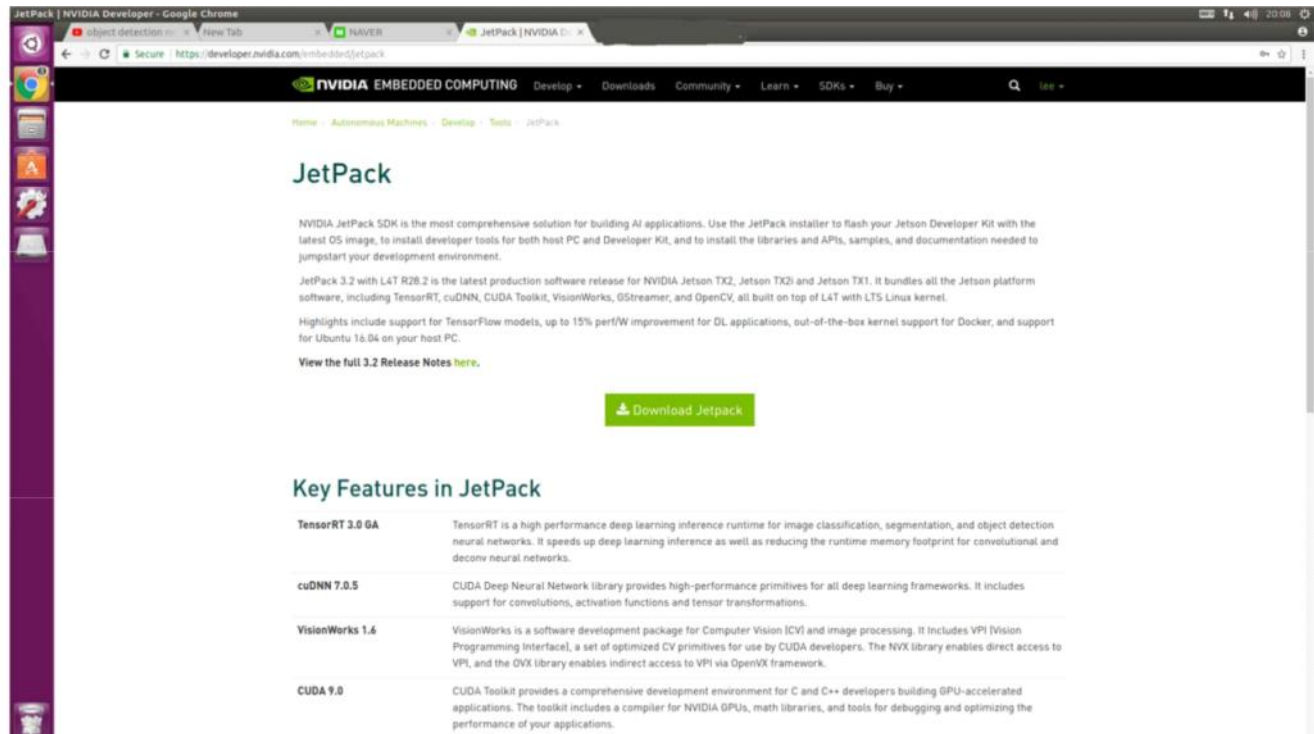 JetPack | NVIDIA Developer - Google Chrome
20:08
object detection
New Tab
NAVER
JetPack | NVIDIA De
Secure https://developer.nvidia.com/embedded/jetpack
NVIDIA EMBEDDED COMPUTING Develop Downloads Community Learn SDKs Buy lee
Home Autonomous Machines Develop Tools JetPack
JetPack
NVIDIA JetPack SDK is the most comprehensive solution for building AI applications. Use the JetPack installer to flash your Jetson Developer Kit with the
latest OS image, to install developer tools for both host PC and Developer Kit, and to install the libraries and APIs, samples, and documentation needed to
jumpstart your development environment.
JetPack 3.2 with L4T R28.2 is the latest production software release for NVIDIA Jetson TX2, Jetson TX2i and Jetson TX1. It bundles all the Jetson platform
software, including TensorRT, cuDNN, CUDA Toolkit, VisionWorks, GStreamer, and OpenCV, all built on top of L4T with LTS Linux kernel.
Highlights include support for TensorFlow models, up to 15% perf/W improvement for DL applications, out-of-the-box kernel support for Docker, and support
for Ubuntu 16.04 on your host PC.
View the full 3.2 Release Notes here.
Download Jetpack
Key Features in JetPack
TensorRT 3.0 GA TensorRT is a high performance deep learning inference runtime for image classification, segmentation, and object detection
neural networks. It speeds up deep learning inference as well as reducing the runtime memory footprint for convolutional and
deconv neural networks.
cuDNN 7.0.5 CUDA Deep Neural Network library provides high-performance primitives for all deep learning frameworks. It includes
support for convolutions, activation functions and tensor transformations.
VisionWorks 1.6 VisionWorks is a software development package for Computer Vision (CV) and image processing. It Includes VPI (Vision
Programming Interface), a set of optimized CV primitives for use by CUDA developers. The NVX library enables direct access to
VPI, and the OVX library enables indirect access to VPI via OpenVX framework.
CUDA 9.0 CUDA Toolkit provides a comprehensive development environment for C and C++ developers building GPU-accelerated
applications. The toolkit includes a compiler for NVIDIA GPUs, math libraries, and tools for debugging and optimizing the
performance of your applications.